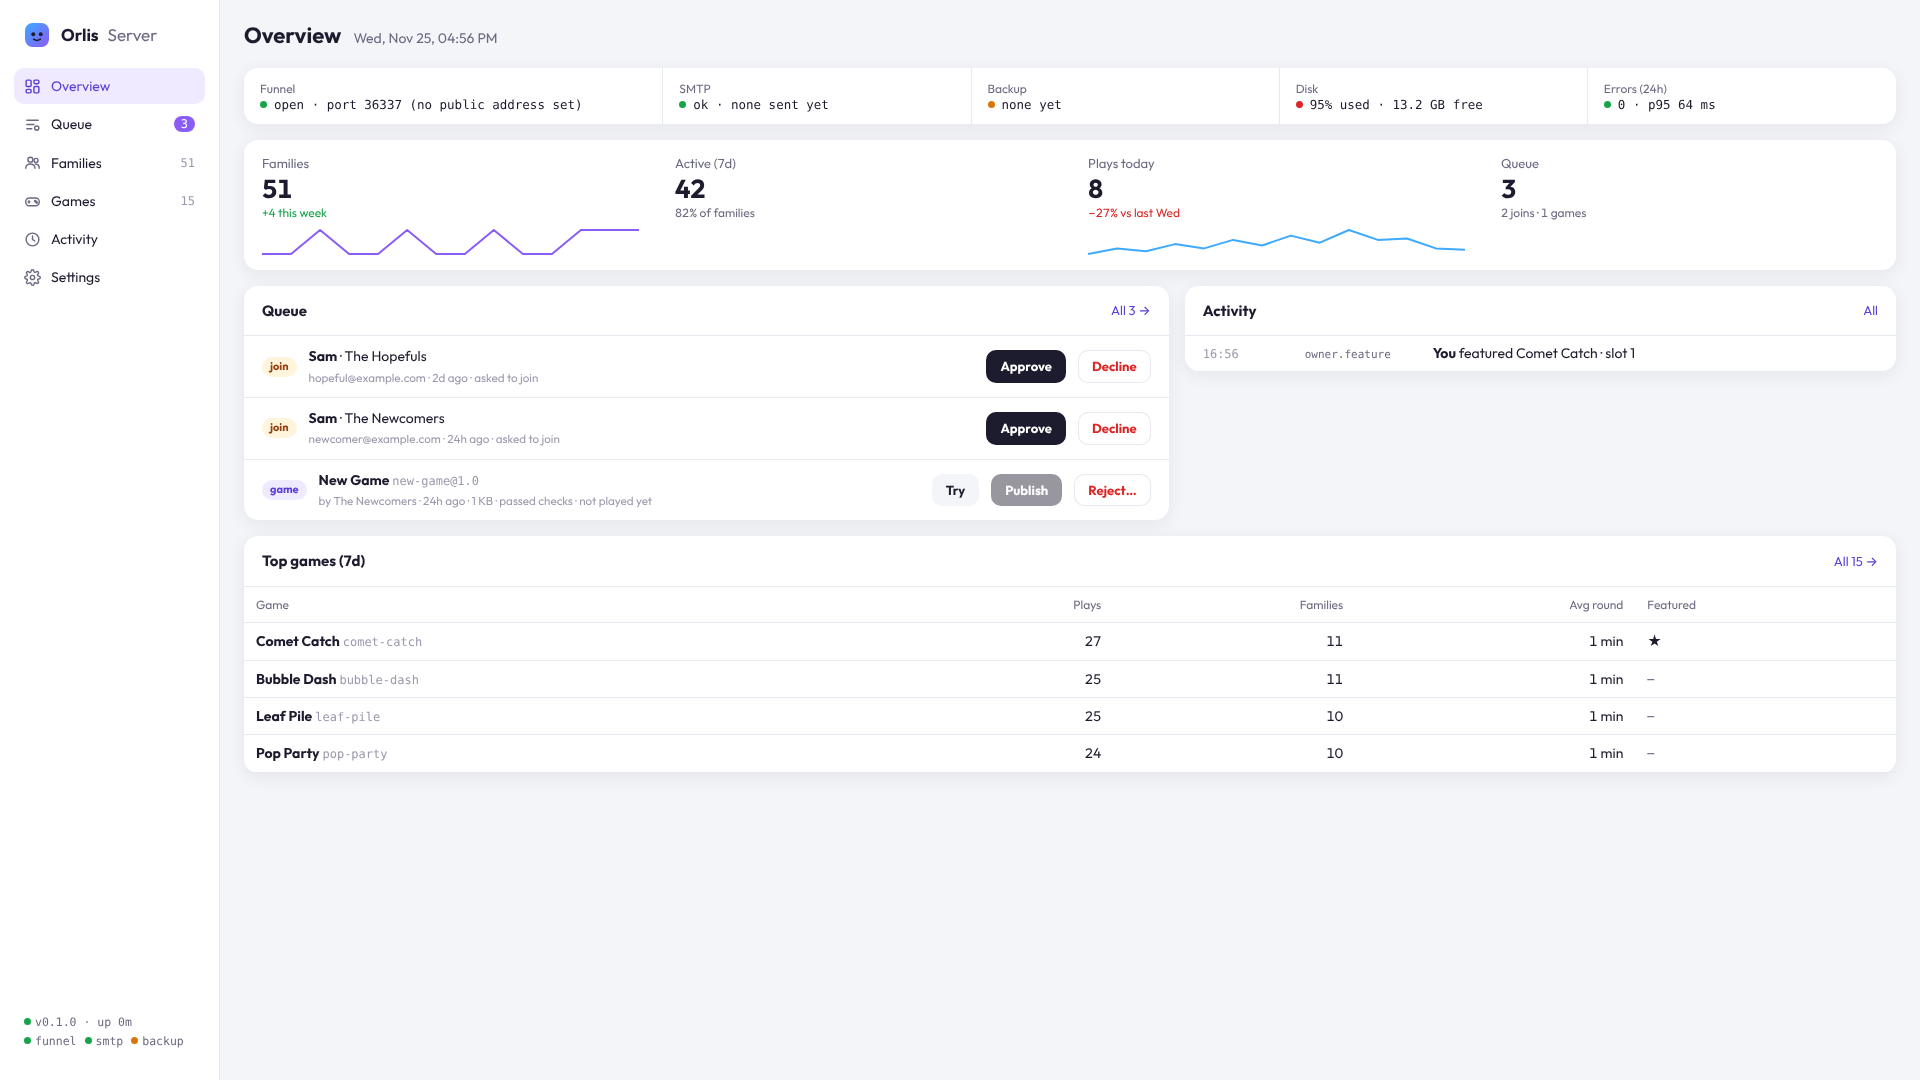 Orlis Server
Overview
Queue 3
Families 51
Games 15
Activity
Settings
v0.1.0 · up 0m
funnel smtp backup
Overview Wed, Nov 25, 04:56 PM
Funnel
open · port 36337 (no public address set)
SMTP
ok · none sent yet
Backup
none yet
Disk
95% used · 13.2 GB free
Errors (24h)
0 · p95 64 ms
Families
51
+4 this week
Active (7d)
42
82% of families
Plays today
8
−27% vs last Wed
Queue
3
2 joins · 1 games
Queue All 3 →
join Sam · The Hopefuls
hopeful@example.com · 2d ago · asked to join
Approve Decline
join Sam · The Newcomers
newcomer@example.com · 24h ago · asked to join
Approve Decline
game New Game new-game@1.0
by The Newcomers · 24h ago · 1 KB · passed checks · not played yet
Try Publish Reject…
Activity All
16:56 owner.feature You featured Comet Catch · slot 1
Top games (7d) All 15 →
Game Plays Families Avg round Featured
Comet Catch comet-catch 27 11 1 min ★
Bubble Dash bubble-dash 25 11 1 min –
Leaf Pile leaf-pile 25 10 1 min –
Pop Party pop-party 24 10 1 min –